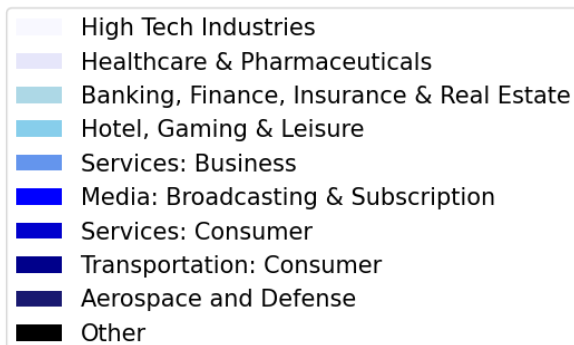 High Tech Industries
Healthcare & Pharmaceuticals
Banking, Finance, Insurance & Real Estate
Hotel, Gaming & Leisure
Services: Business
Media: Broadcasting & Subscription
Services: Consumer
Transportation: Consumer
Aerospace and Defense
Other